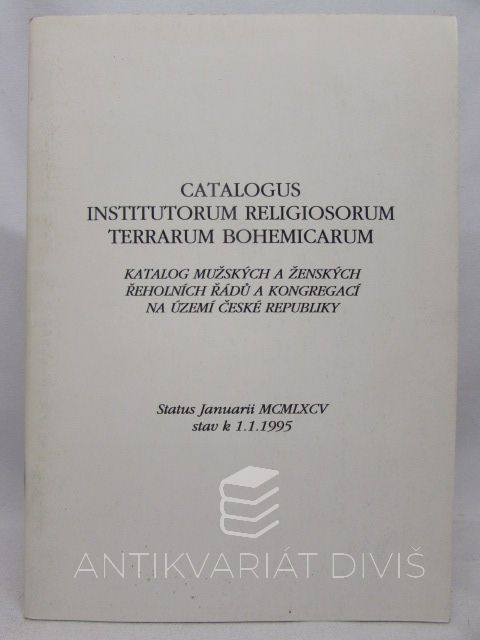 CATALOGUS
INSTITUTORUM RELIGIOSORUM
TERRARUM BOHEMICARUM
KATALOG MUŽSKÝCH A ŽENSKÝCH
ŘEHOLNÍCH ŘÁDŮ A KONGREGACÍ
NA ÚZEMÍ ČESKÉ REPUBLIKY
Status Januarii MCMLXCV
stav k 1.1.1995
ANTIKVARIÁT DIVIŠ